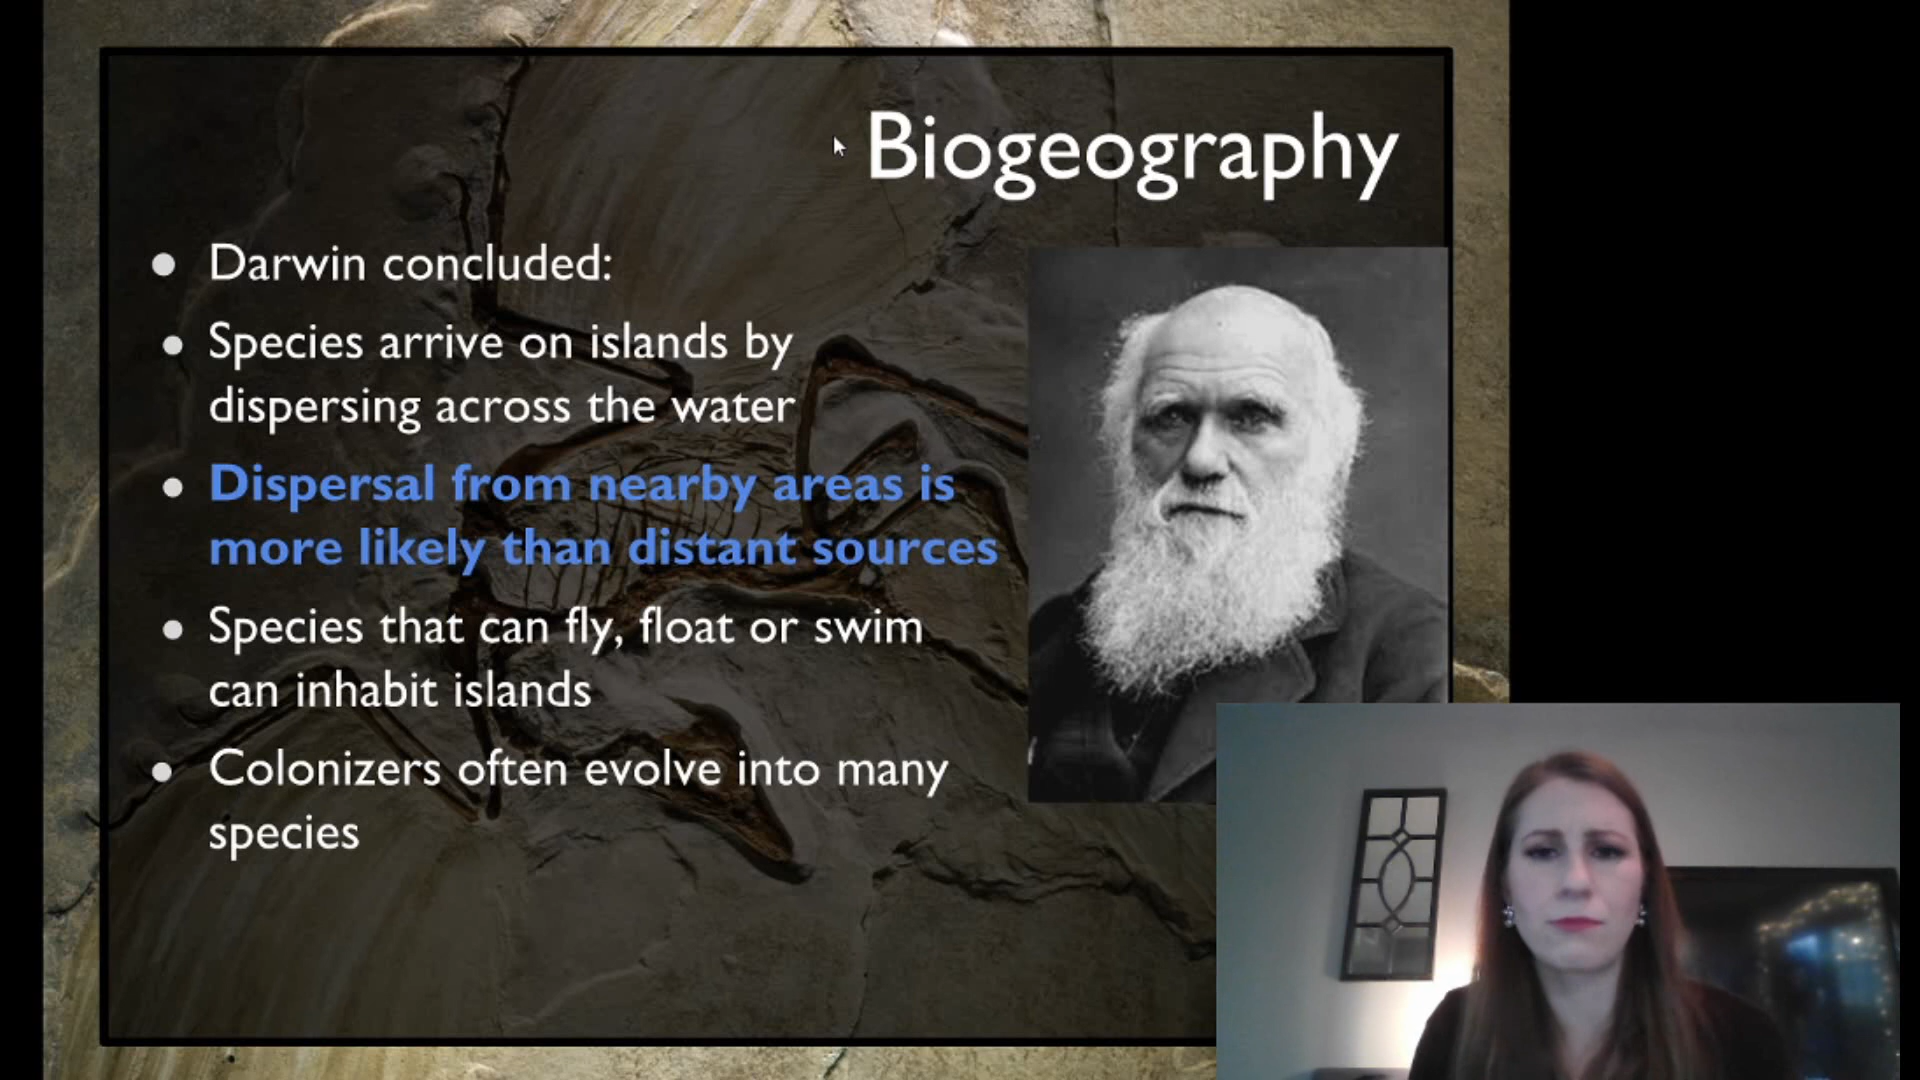 Biogeography
Darwin concluded:
Species arrive on islands by
dispersing across the water
Dispersal from nearby areas is
more likely than distant sources
Species that can fly, float or swim
can inhabit islands
Colonizers often evolve into many
species